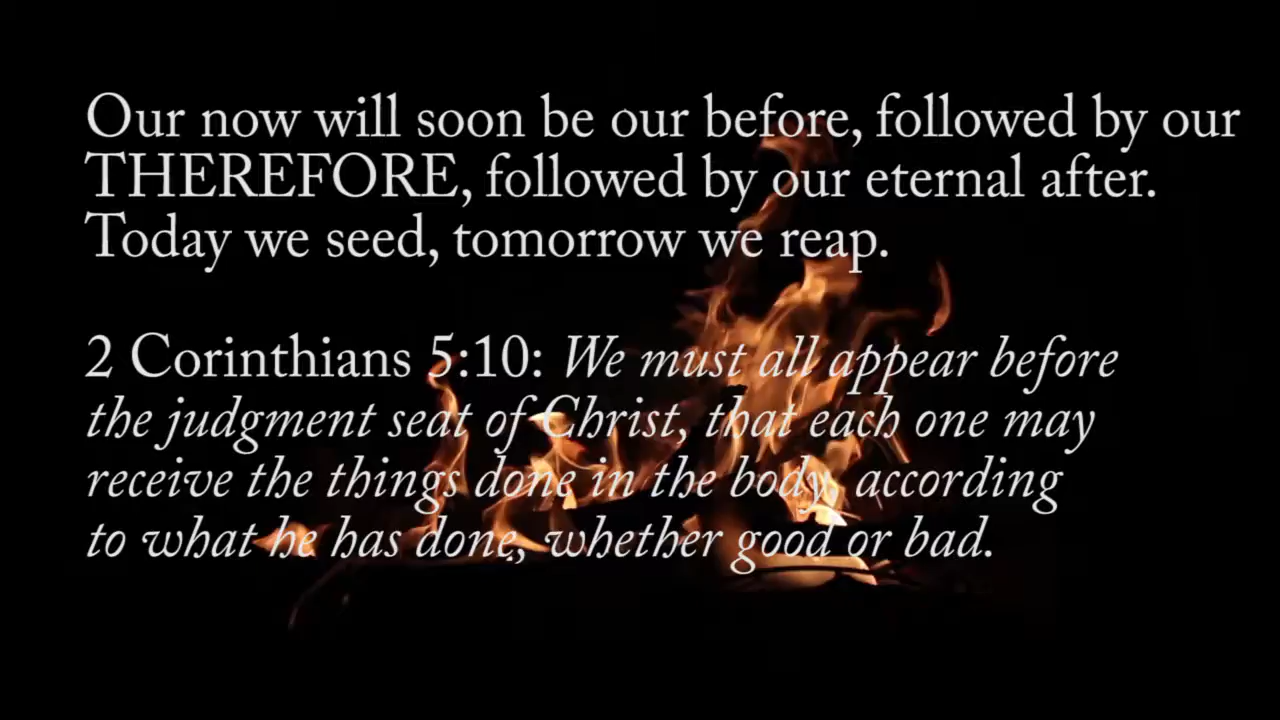 Our now will soon be our before, followed by our
THEREFORE, followed by our eternal after.
Today we seed, tomorrow we reap.
2 Corinthians 5:10: We must all appear before
the judgment seat of Christ, that each one may
receive the things done in the body, according
to what he has done, whether good or bad.